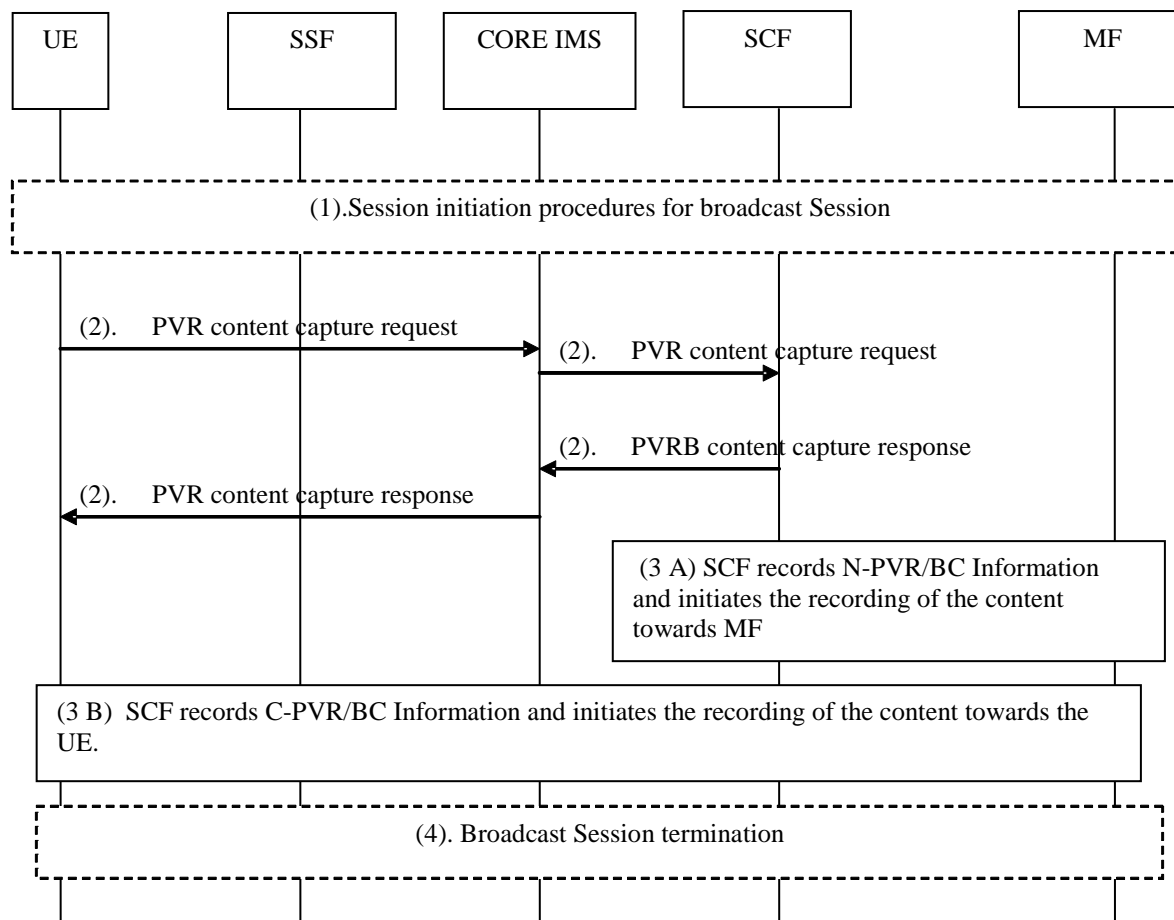 UE
SSF
CORE IMS
SCF
MF
(1).Session initiation procedures for broadcast Session
(2). PVR content capture request
(2). PVR content capture request
(2). PVRB content capture response
(2). PVR content capture response
(3 A) SCF records N-PVR/BC Information
and initiates the recording of the content
towards MF
(3 B) SCF records C-PVR/BC Information and initiates the recording of the content towards the
UE.
(4). Broadcast Session termination